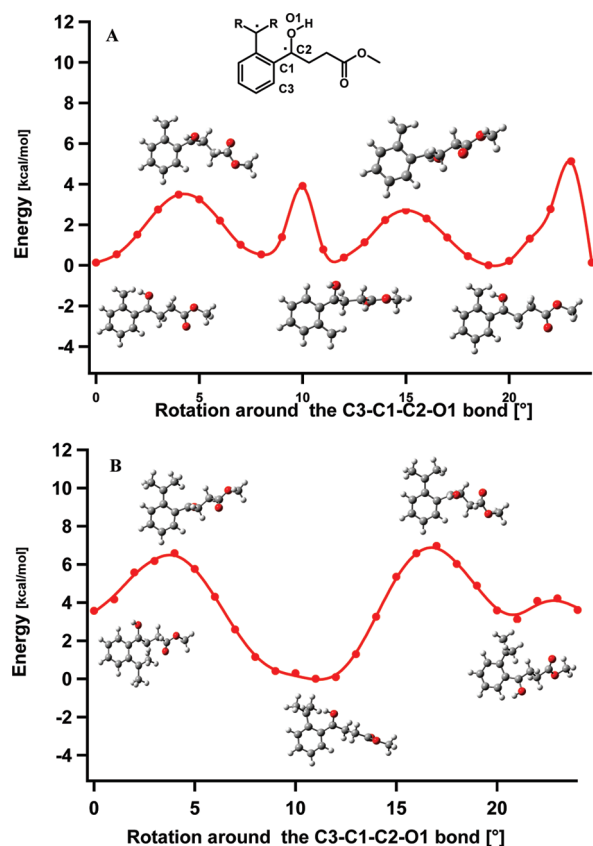 A
12
10
8
6
4
2
0
-2
-4
Energy [kcal/mol]
R R
O1
O H
C2
C1
C3
O
O
0 5 10 15 20
Rotation around the C3-C1-C2-O1 bond [°]
B
12
10
8
6
4
2
0
-2
-4
Energy [kcal/mol]
0 5 10 15 20
Rotation around the C3-C1-C2-O1 bond [°]